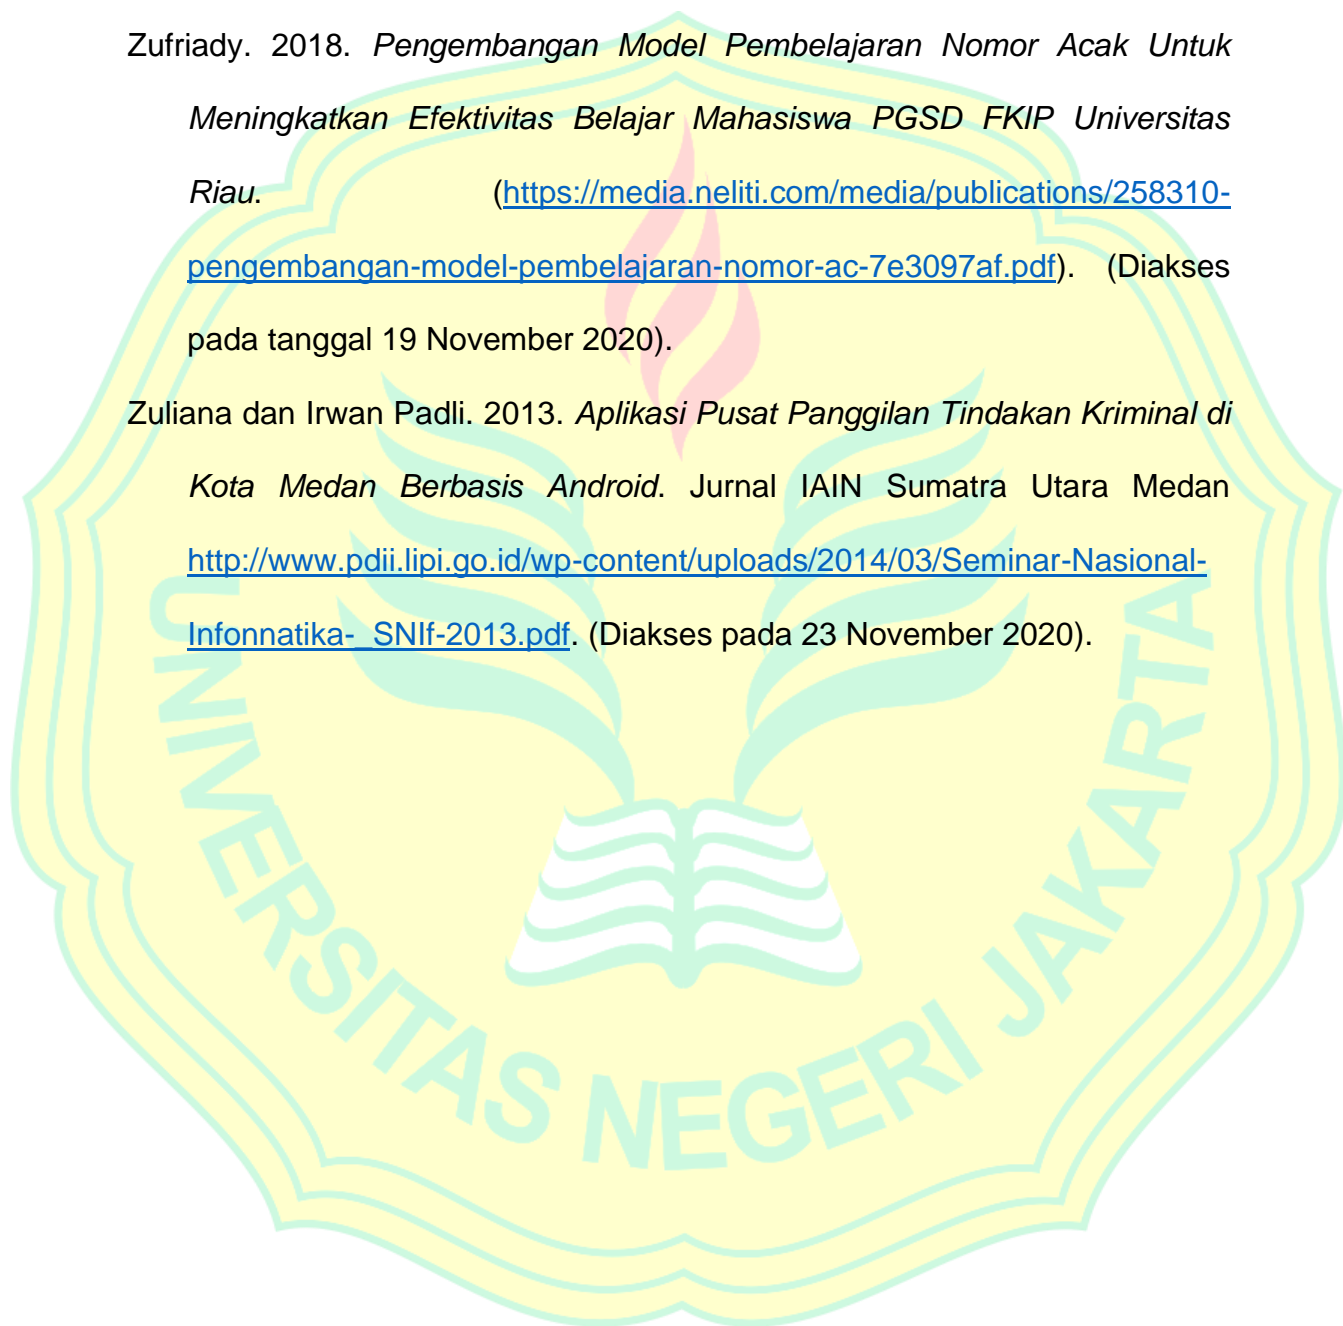 Zufriady. 2018. Pengembangan Model Pembelajaran Nomor Acak Untuk
Meningkatkan Efektivitas Belajar Mahasiswa PGSD FKIP Universitas
Riau. (https://media.neliti.com/media/publications/258310-
pengembangan-model-pembelajaran-nomor-ac-7e3097af.pdf). (Diakses
pada tanggal 19 November 2020).
Zuliana dan Irwan Padli. 2013. Aplikasi Pusat Panggilan Tindakan Kriminal di
Kota Medan Berbasis Android. Jurnal IAIN Sumatra Utara Medan
http://www.pdii.lipi.go.id/wp-content/uploads/2014/03/Seminar-Nasional-
Infonnatika-_SNIf-2013.pdf. (Diakses pada 23 November 2020).
UNIVERSITAS NEGERI JAKARTA